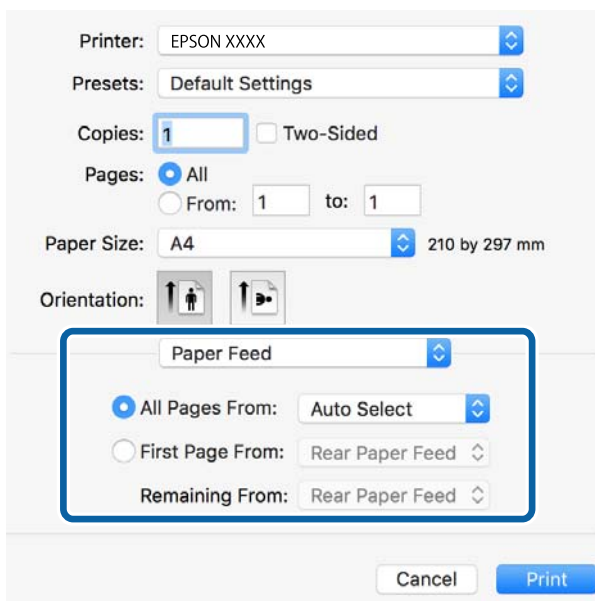 Printer: EPSON XXXX
Presets: Default Settings
Copies: 1 Two-Sided
Pages: All
From: 1 to: 1
Paper Size: A4 210 by 297 mm
Orientation:
Paper Feed
All Pages From: Auto Select
First Page From: Rear Paper Feed
Remaining From: Rear Paper Feed
Cancel Print